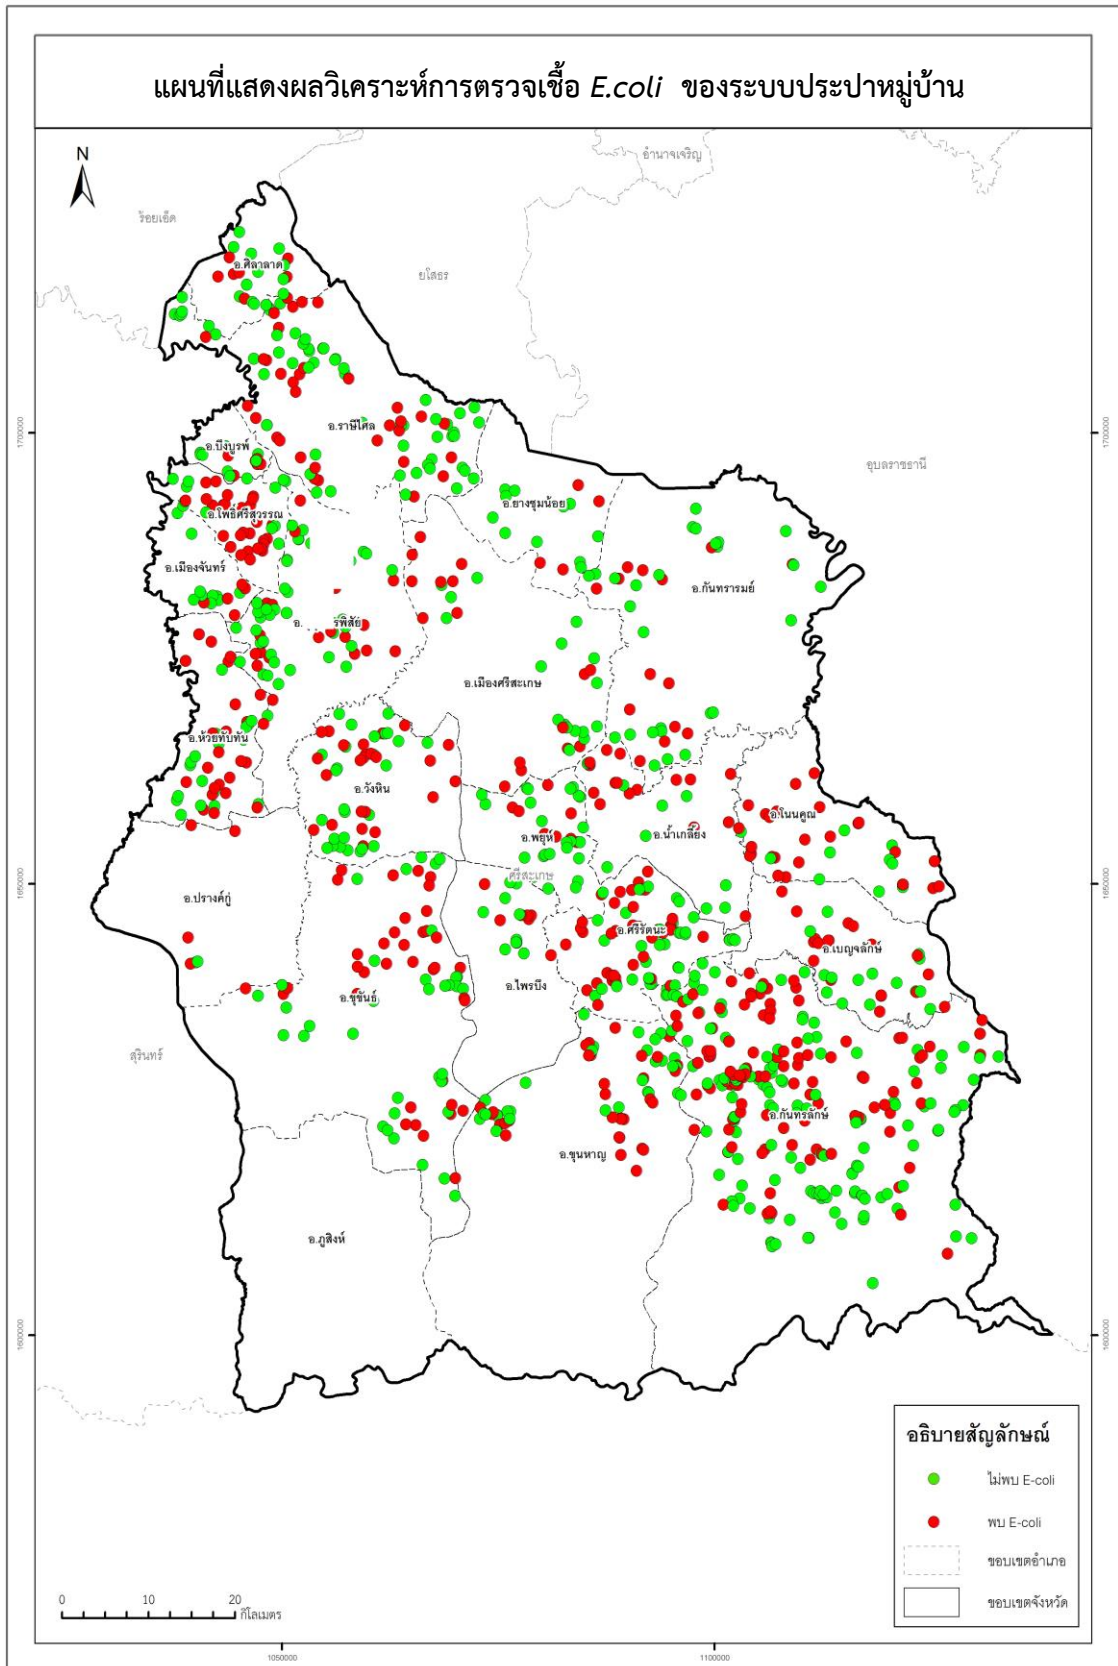 แผนที่แสดงผลวิเคราะห์การตรวจเชื้อ E.coli ของระบบประปาหมู่บ้าน
N
อำนาจเจริญ
ร้อยเอ็ด
ยโสธร
อ.ศิลาลาด
อ.ราษีไศล
1700000
1700000
อ.บึงบูรพ์
อุบลราชธานี
อ.ยางชุมน้อย
อ.โพธิ์ศรีสุวรรณ
อ.เมืองจันทร์
อ.กันทรารมย์
อ.
รพิสัย
อ.เมืองศรีสะเกษ
อ.ห้วยทับทัน
อ.วังหิน
อ.โนนคูณ
อ.พยุห์
อ.น้ำเกลี้ยง
ศรีสะเกษ
1650000
1650000
อ.ปรางค์กู่
อ.ศรีรัตนะ
อ.เบญจลักษ์
อ.ไพรบึง
อ.ขุขันธ์
สุรินทร์
อ.กันทรลักษ์
อ.ขุนหาญ
อ.ภูสิงห์
1600000
1600000
อธิบายสัญลักษณ์
ไม่พบ E-coli
พบ E-coli
ขอบเขตอำเภอ
ขอบเขตจังหวัด
0 10 20
กิโลเมตร
1050000
1100000